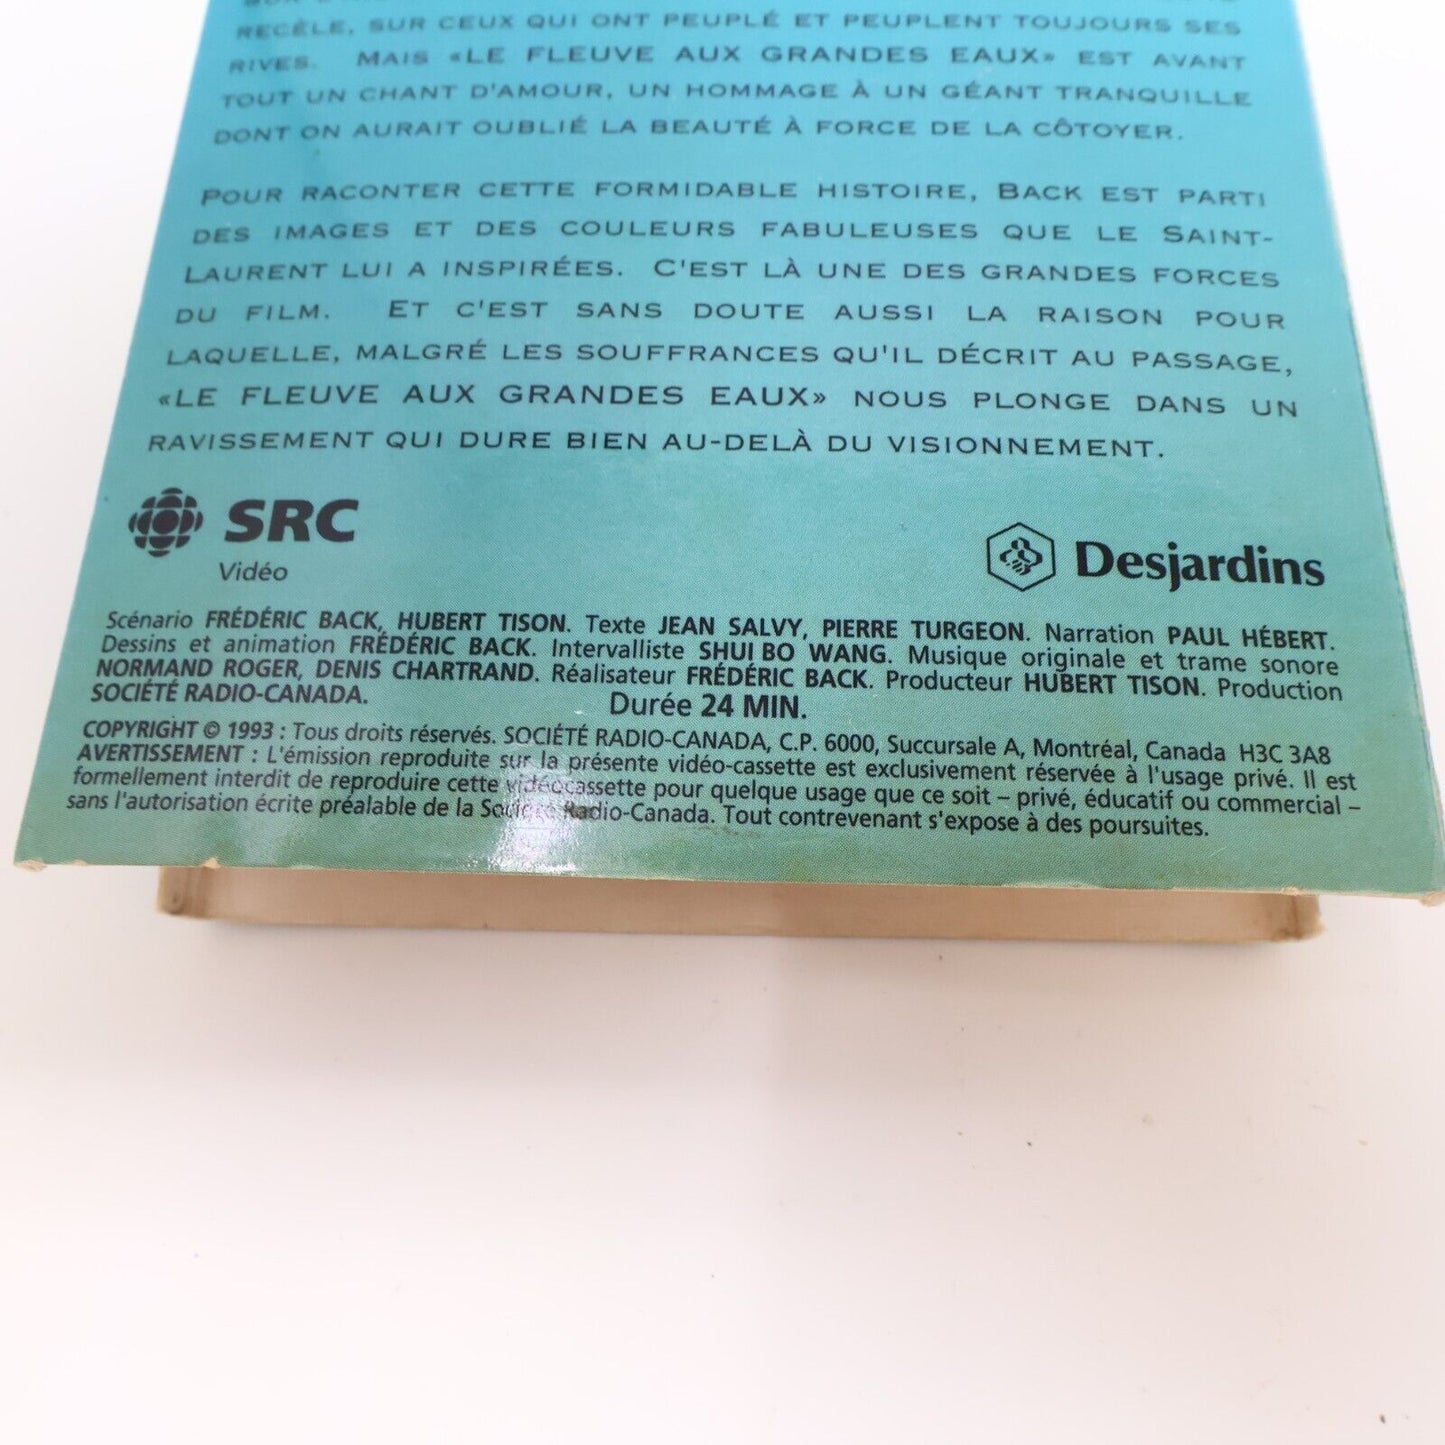 RECÈLE, SUR CEUX QUI ONT PEUPLÉ ET PEUPLENT TOUJOURS SES
RIVES. MAIS «LE FLEUVE AUX GRANDES EAUX» EST AVANT
TOUT UN CHANT D'AMOUR, UN HOMMAGE À UN GÉANT TRANQUILLE
DONT ON AURAIT OUBLIÉ LA BEAUTÉ À FORCE DE LA CÔTOYER.
POUR RACONTER CETTE FORMIDABLE HISTOIRE, BACK EST PARTI
DES IMAGES ET DES COULEURS FABULEUSES QUE LE SAINT-
LAURENT LUI A INSPIRÉES. C'EST LÀ UNE DES GRANDES FORCES
DU FILM. ET C'EST SANS DOUTE AUSSI LA RAISON POUR
LAQUELLE, MALGRÉ LES SOUFFRANCES QU'IL DÉCRIT AU PASSAGE,
«LE FLEUVE AUX GRANDES EAUX» NOUS PLONGE DANS UN
RAVISSEMENT QUI DURE BIEN AU-DELÀ DU VISIONNEMENT.
SRC
Vidéo
Desjardins
Scénario FRÉDÉRIC BACK, HUBERT TISON. Texte JEAN SALVY, PIERRE TURGEON. Narration PAUL HÉBERT.
Dessins et animation FRÉDÉRIC BACK. Intervalliste SHUI BO WANG. Musique originale et trame sonore
NORMAND ROGER, DENIS CHARTRAND. Réalisateur FRÉDÉRIC BACK. Producteur HUBERT TISON. Production
SOCIÉTÉ RADIO-CANADA.
Durée 24 MIN.
COPYRIGHT © 1993 : Tous droits réservés. SOCIÉTÉ RADIO-CANADA, C.P. 6000, Succursale A, Montréal, Canada H3C 3A8
AVERTISSEMENT : L'émission reproduite sur la présente vidéo-cassette est exclusivement réservée à l'usage privé. Il est
formellement interdit de reproduire cette vidéocassette pour quelque usage que ce soit – privé, éducatif ou commercial –
sans l'autorisation écrite préalable de la Société Radio-Canada. Tout contrevenant s'expose à des poursuites.